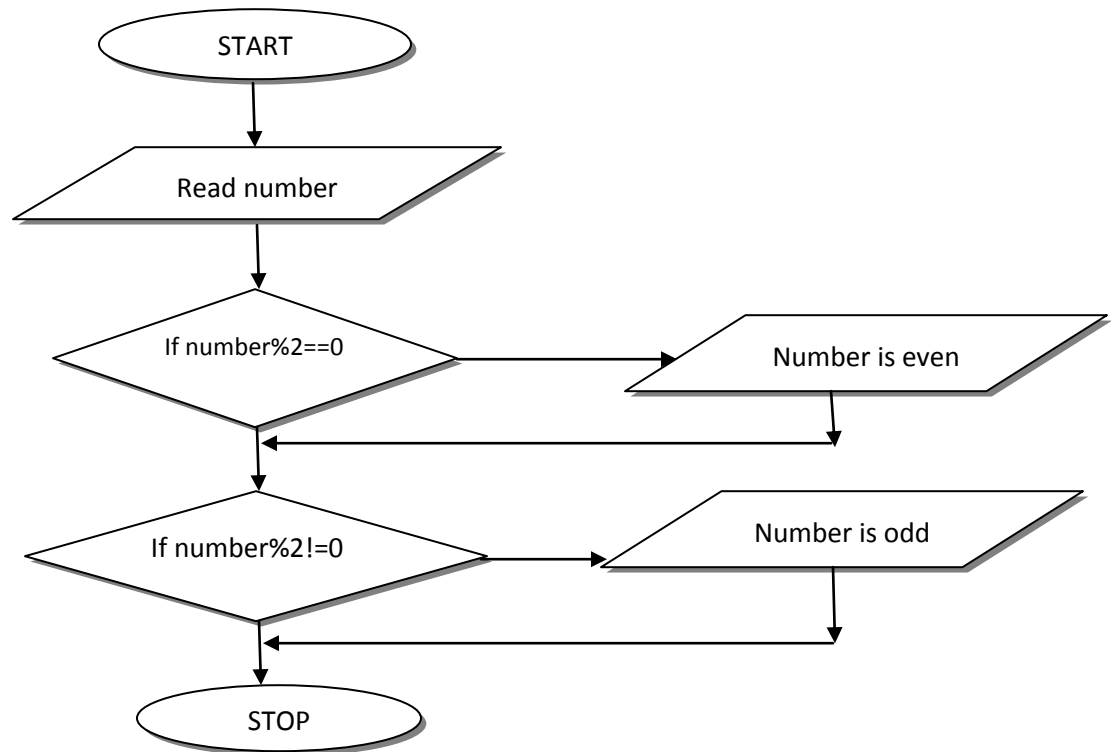 START
Read number
If number%2==0
Number is even
If number%2!=0
Number is odd
STOP